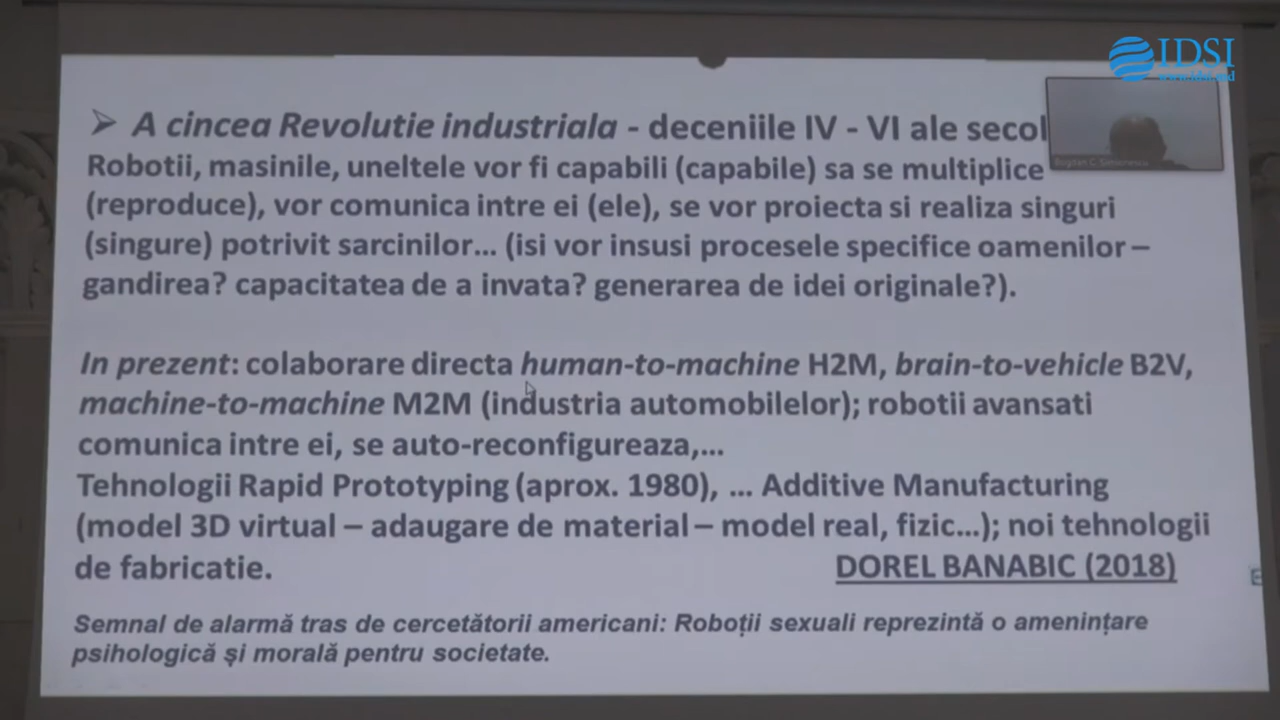 IDSI
www.idsi.md
➢ A cincea Revolutie industriala - deceniile IV - VI ale secol
Bogdan C. Simionescu
Robotii, masinile, uneltele vor fi capabili (capabile) sa se multiplice
(reproduce), vor comunica intre ei (ele), se vor proiecta si realiza singuri
(singure) potrivit sarcinilor... (isi vor insusi procesele specifice oamenilor –
gandirea? capacitatea de a invata? generarea de idei originale?).
In prezent: colaborare directa human-to-machine H2M, brain-to-vehicle B2V,
machine-to-machine M2M (industria automobilelor); robotii avansati
comunica intre ei, se auto-reconfigureaza,...
Tehnologii Rapid Prototyping (aprox. 1980), ... Additive Manufacturing
(model 3D virtual – adaugare de material – model real, fizic...); noi tehnologii
de fabricatie. DOREL BANABIC (2018)
Semnal de alarmă tras de cercetătorii americani: Roboții sexuali reprezintă o amenințare
psihologică și morală pentru societate.